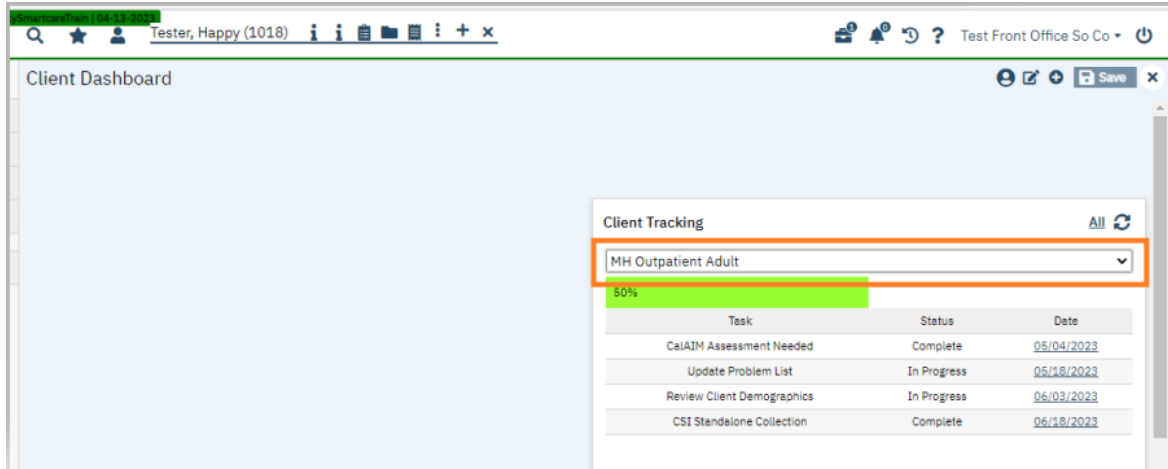 ySmartcareTrain | 04-13-2023
Tester, Happy (1018) Test Front Office So Co
Client Dashboard Save
Client Tracking All
MH Outpatient Adult
50%
Task Status Date
CalAIM Assessment Needed Complete 05/04/2023
Update Problem List In Progress 05/18/2023
Review Client Demographics In Progress 06/03/2023
CSI Standalone Collection Complete 06/18/2023